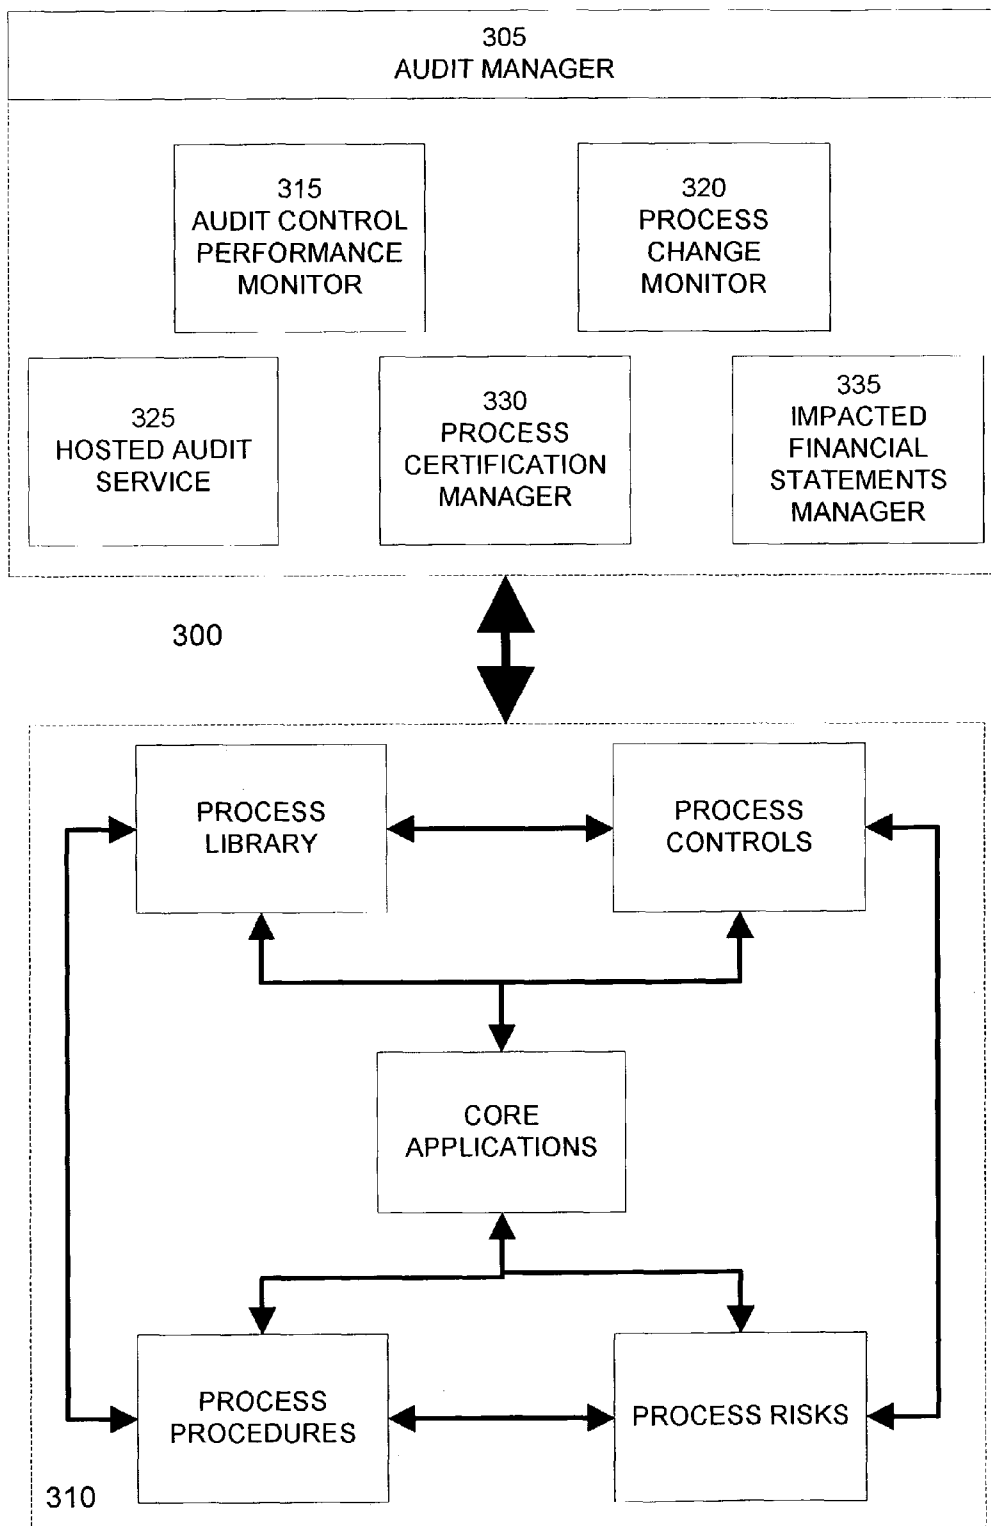 305
AUDIT MANAGER
315
AUDIT CONTROL
PERFORMANCE
MONITOR
320
PROCESS
CHANGE
MONITOR
325
HOSTED AUDIT
SERVICE
330
PROCESS
CERTIFICATION
MANAGER
335
IMPACTED
FINANCIAL
STATEMENTS
MANAGER
300
PROCESS
LIBRARY
PROCESS
CONTROLS
CORE
APPLICATIONS
PROCESS
PROCEDURES
PROCESS RISKS
310